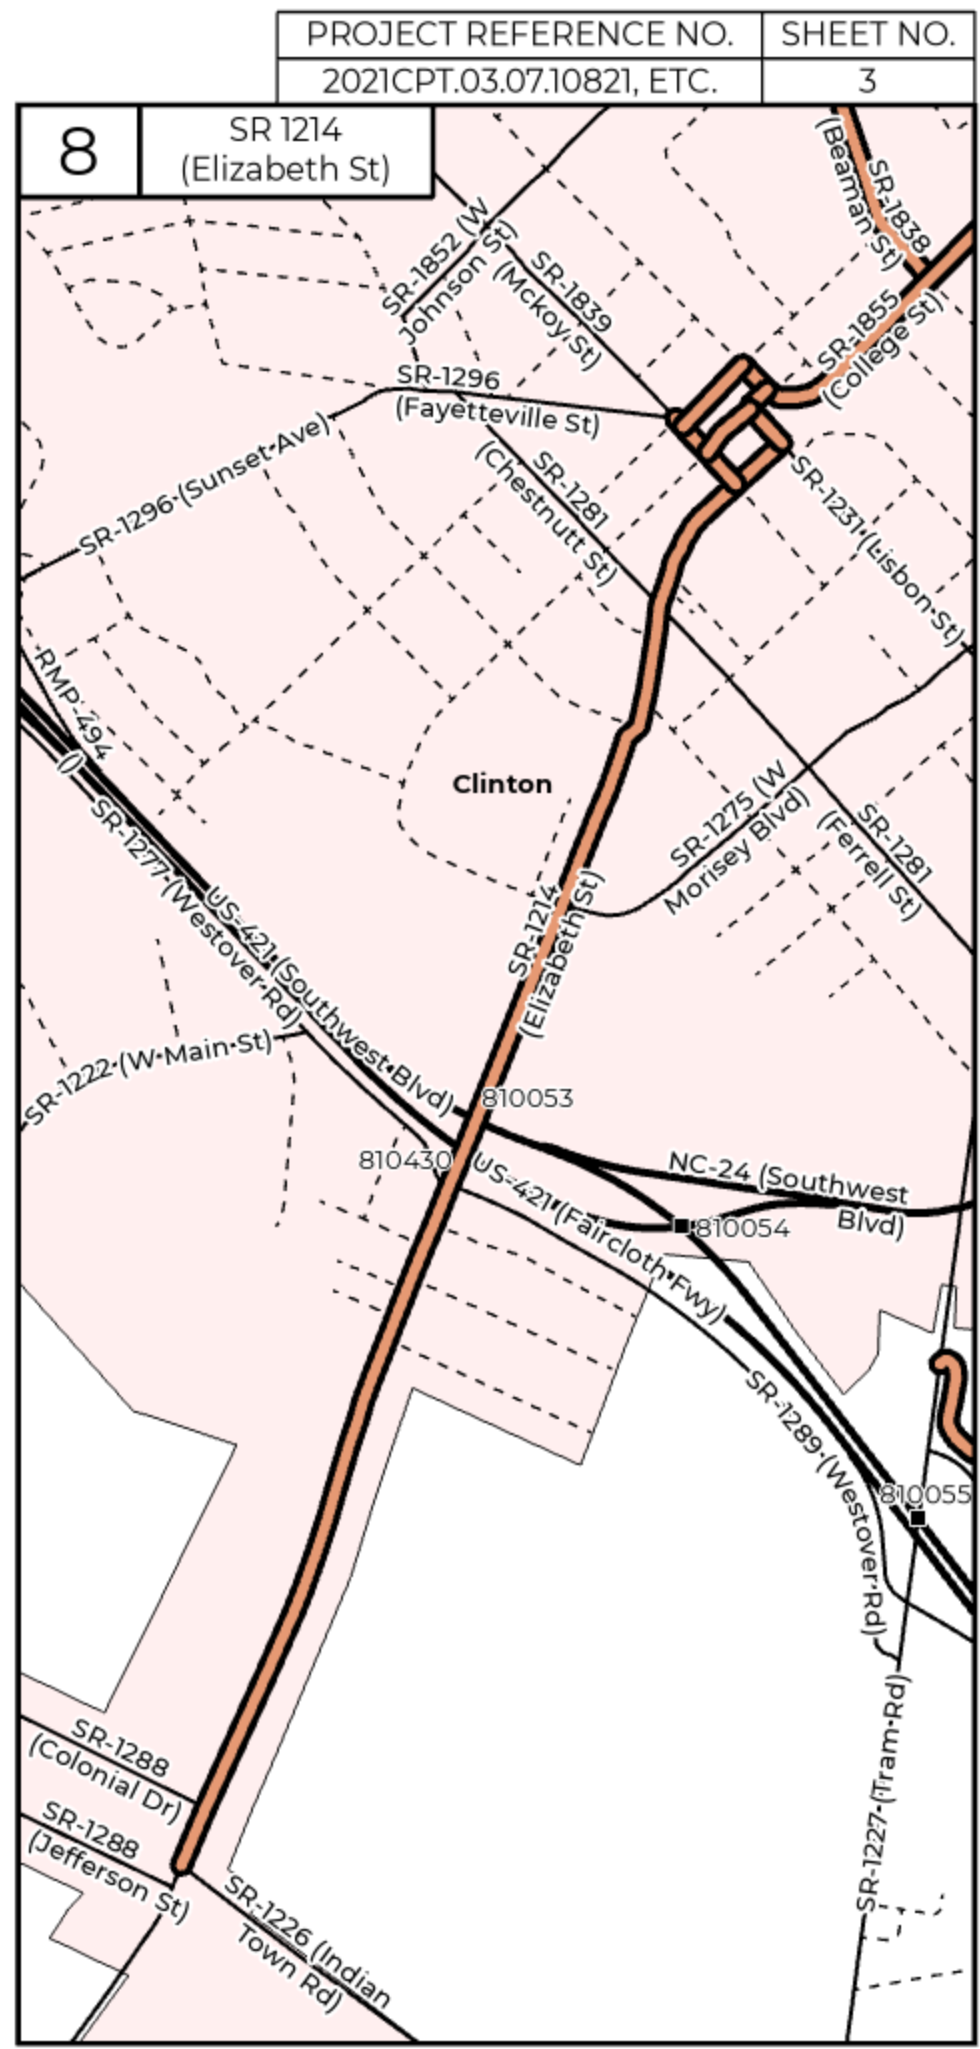 PROJECT REFERENCE NO.
SHEET NO.
2021CPT.03.07.10821, ETC.
3
8
SR 1214
(Elizabeth St)
SR-1838
(Beaman St)
SR-1852 (W
Johnson St)
SR-1839
(Mckoy St)
SR-1855
(College St)
SR-1296
(Fayetteville St)
SR-1296 (Sunset Ave)
SR-1281
(Chestnutt St)
SR-1231 (Lisbon St)
RMP-494
()
Clinton
SR-1275 (W
Morisey Blvd)
SR-1281
(Ferrell St)
SR-1277 (Westover Rd)
US-421 (Southwest Blvd)
SR-1214
(Elizabeth St)
SR-1222 (W Main St)
810053
810430
NC-24 (Southwest
Blvd)
US-421 (Faircloth Fwy)
810054
SR-1289 (Westover Rd)
810055
SR-1288
(Colonial Dr)
SR-1288
(Jefferson St)
SR-1226 (Indian
Town Rd)
SR-1227 (Tram Rd)